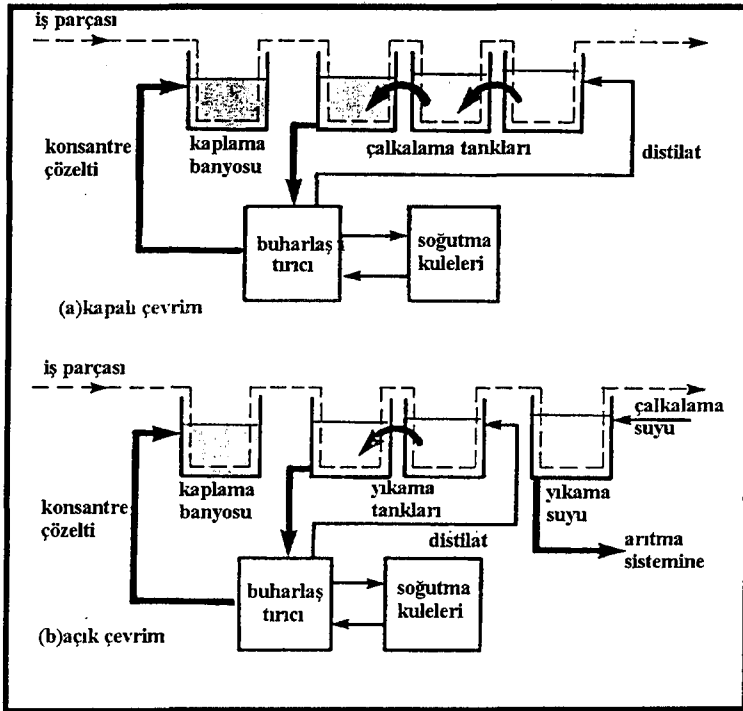 iş parçası
konsantre
çözelti
kaplama
banyosu
çalkalama tankları
distilat
buharlaş
tırıcı
soğutma
kuleleri
(a)kapalı çevrim
iş parçası
çalkalama
suyu
konsantre
çözelti
kaplama
banyosu
yıkama
tankları
yıkama
suyu
distilat
arıtma
sistemine
buharlaş
tırıcı
soğutma
kuleleri
(b)açık çevrim